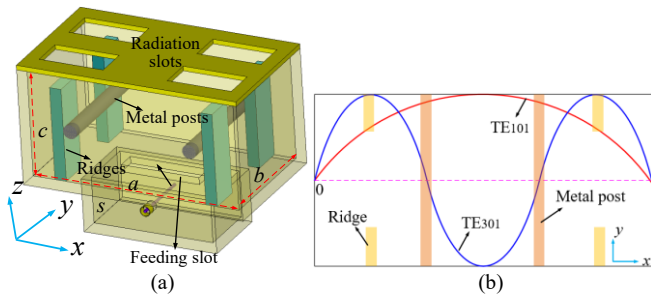 Radiation
slots
Metal posts
Ridges
c
a
b
s
z
y
x
Feeding slot
(a)
TE101
0
Ridge
TE301
Metal post
y
x
(b)